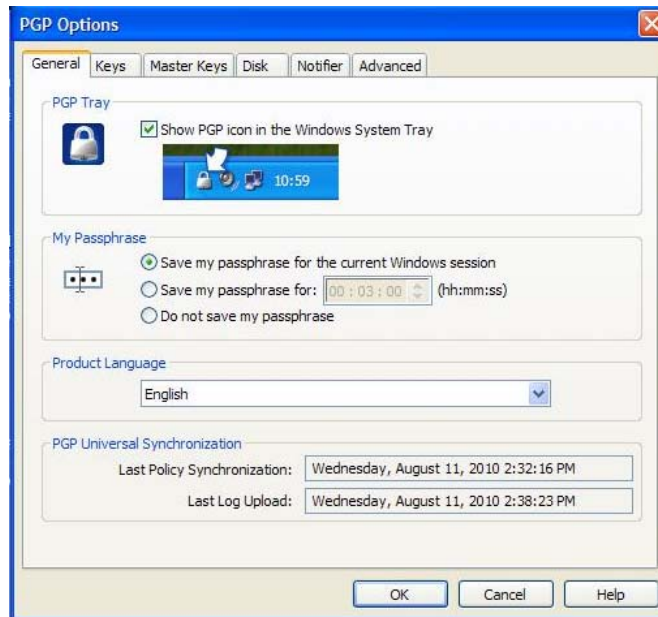 PGP Options
General Keys Master Keys Disk Notifier Advanced
PGP Tray
Show PGP icon in the Windows System Tray
10:59
My Passphrase
Save my passphrase for the current Windows session
Save my passphrase for: 00 : 03 : 00 (hh:mm:ss)
Do not save my passphrase
Product Language
English
PGP Universal Synchronization
Last Policy Synchronization: Wednesday, August 11, 2010 2:32:16 PM
Last Log Upload: Wednesday, August 11, 2010 2:38:23 PM
OK Cancel Help